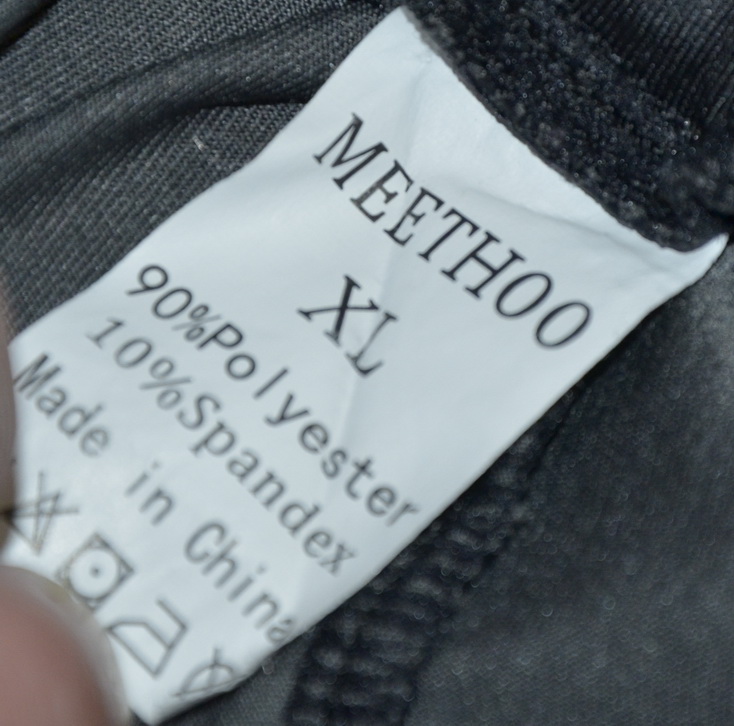 MEETHOO
XL
90%Polyester
10%Spandex
Made in China